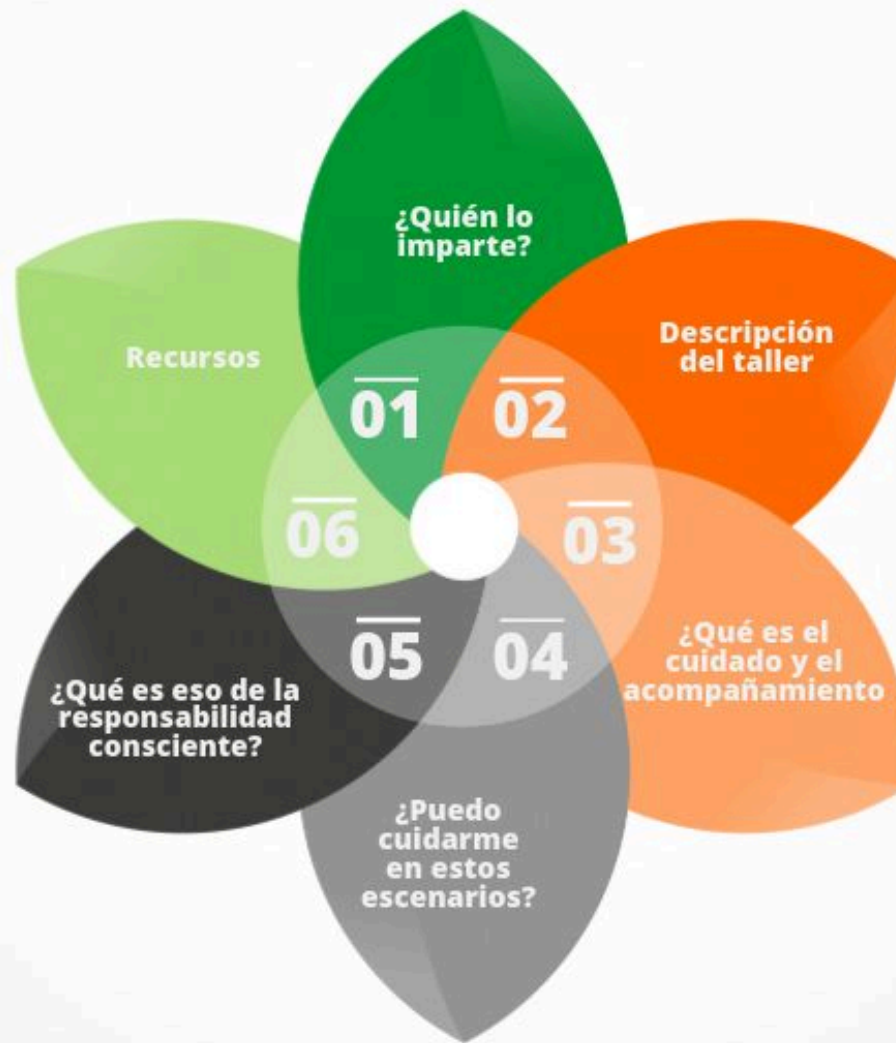 ¿Quién lo
imparte?
Descripción
del taller
Recursos
01
02
06
03
05
04
¿Qué es el
cuidado y el
acompañamiento
¿Qué es eso de la
responsabilidad
consciente?
¿Puedo
cuidarme
en estos
escenarios?